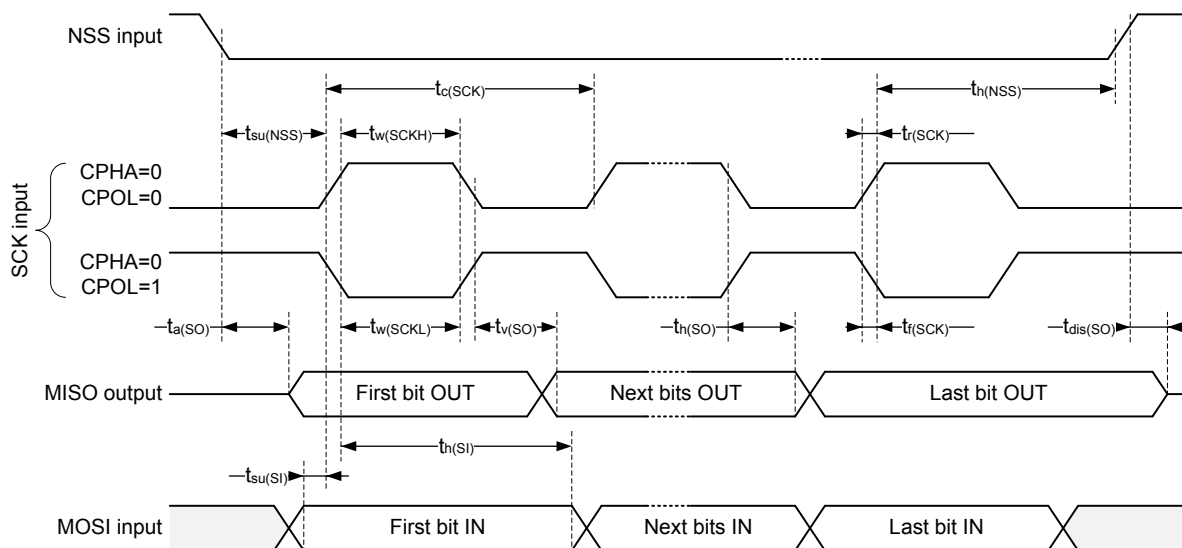 NSS input
tc(SCK)
th(NSS)
tsu(NSS)
tw(SCKH)
tr(SCK)
SCK input
CPHA=0
CPOL=0
CPHA=0
CPOL=1
ta(SO)
tw(SCKL)
tv(SO)
th(SO)
tf(SCK)
tdis(SO)
MISO output
First bit OUT
Next bits OUT
Last bit OUT
th(SI)
tsu(SI)
MOSI input
First bit IN
Next bits IN
Last bit IN